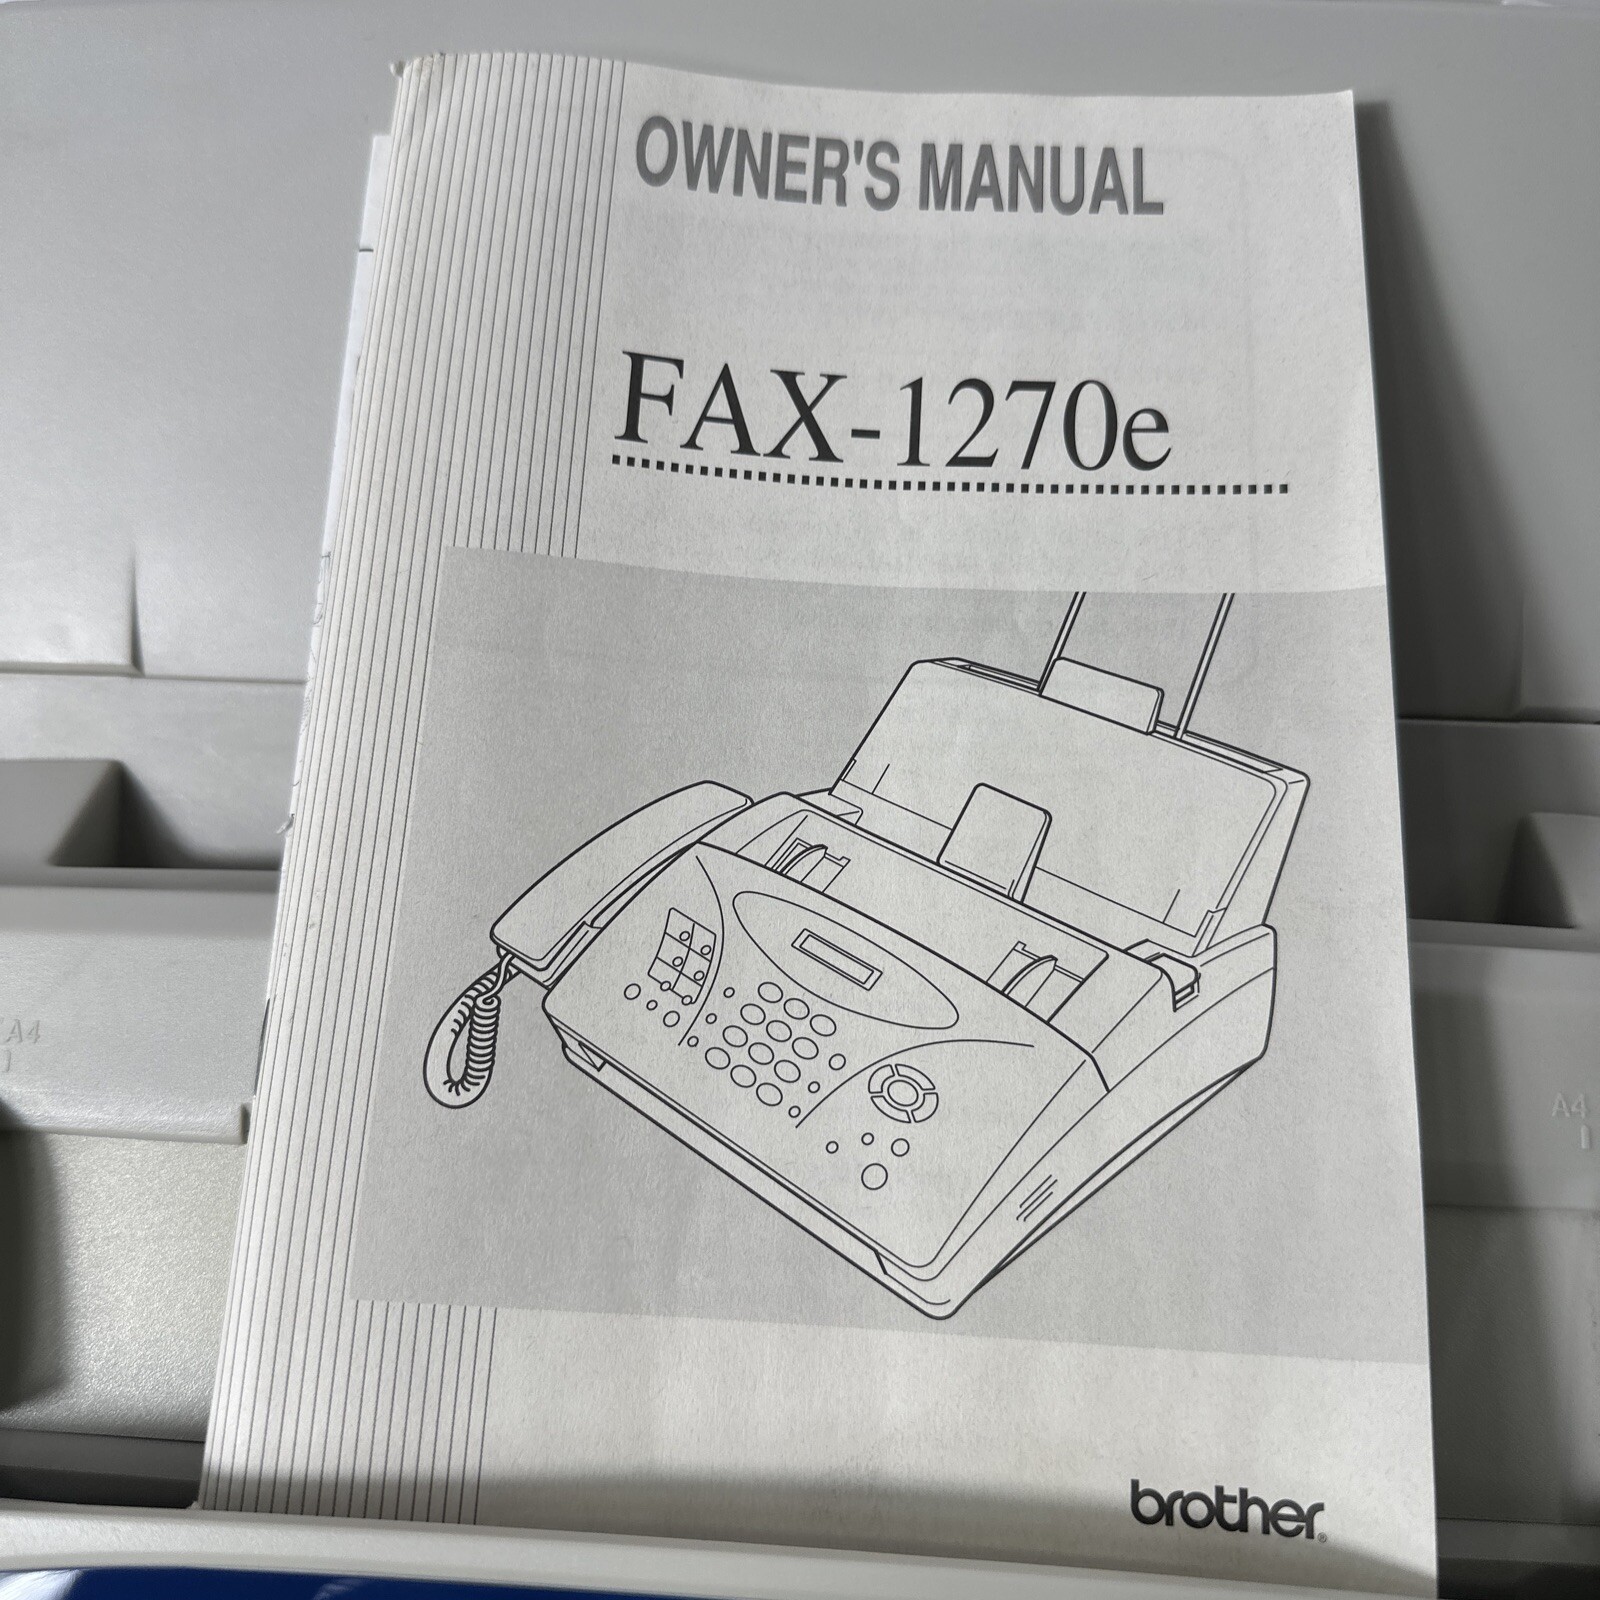 OWNER'S MANUAL
FAX-1270e
A4
A4
brother®